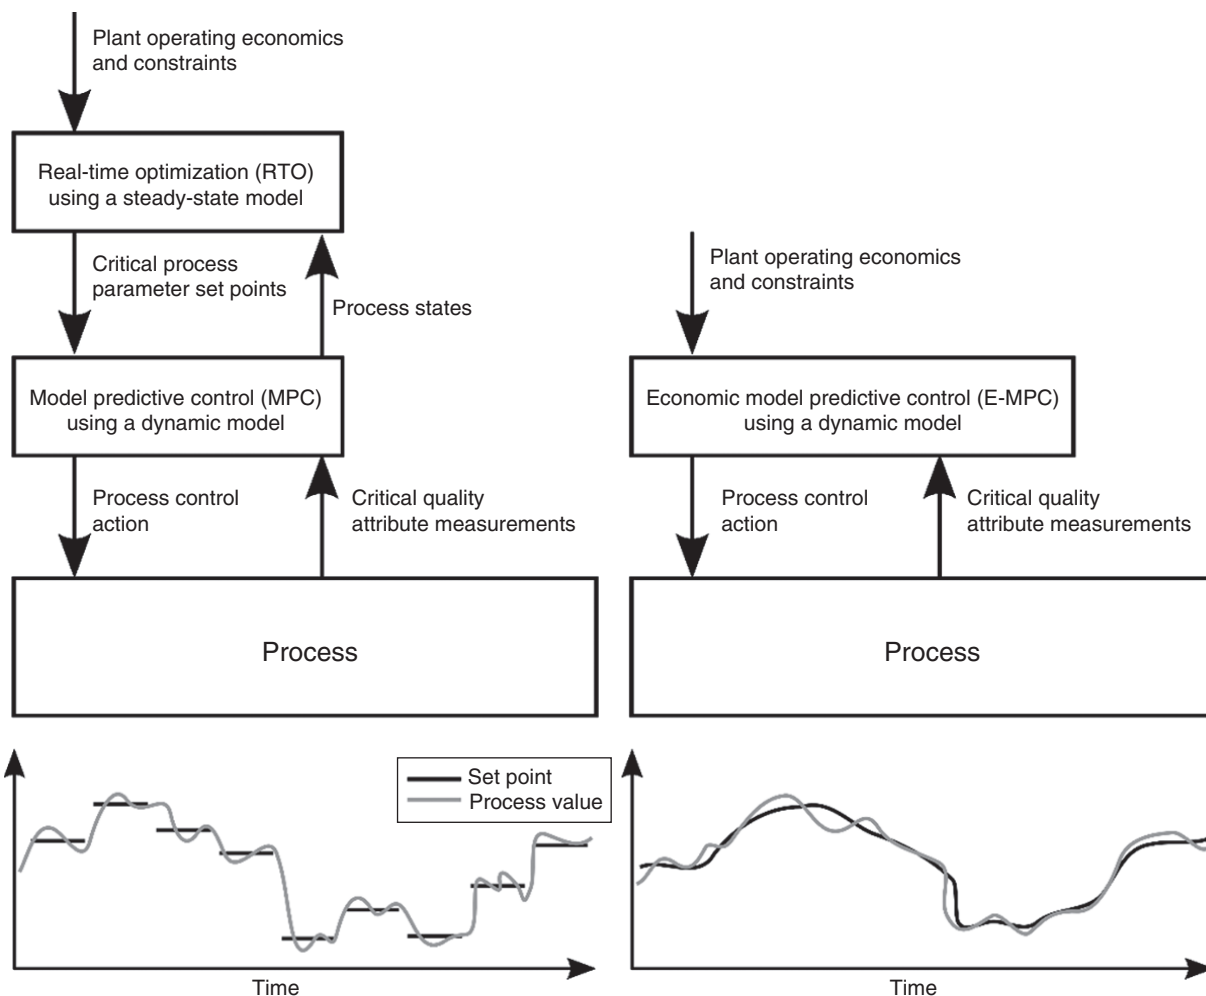 Plant operating economics
and constraints
Real-time optimization (RTO)
using a steady-state model
Critical process
parameter set points
Process states
Model predictive control (MPC)
using a dynamic model
Process control
action
Critical quality
attribute measurements
Process
Set point
Process value
Time
Plant operating economics
and constraints
Economic model predictive control (E-MPC)
using a dynamic model
Process control
action
Critical quality
attribute measurements
Process
Time